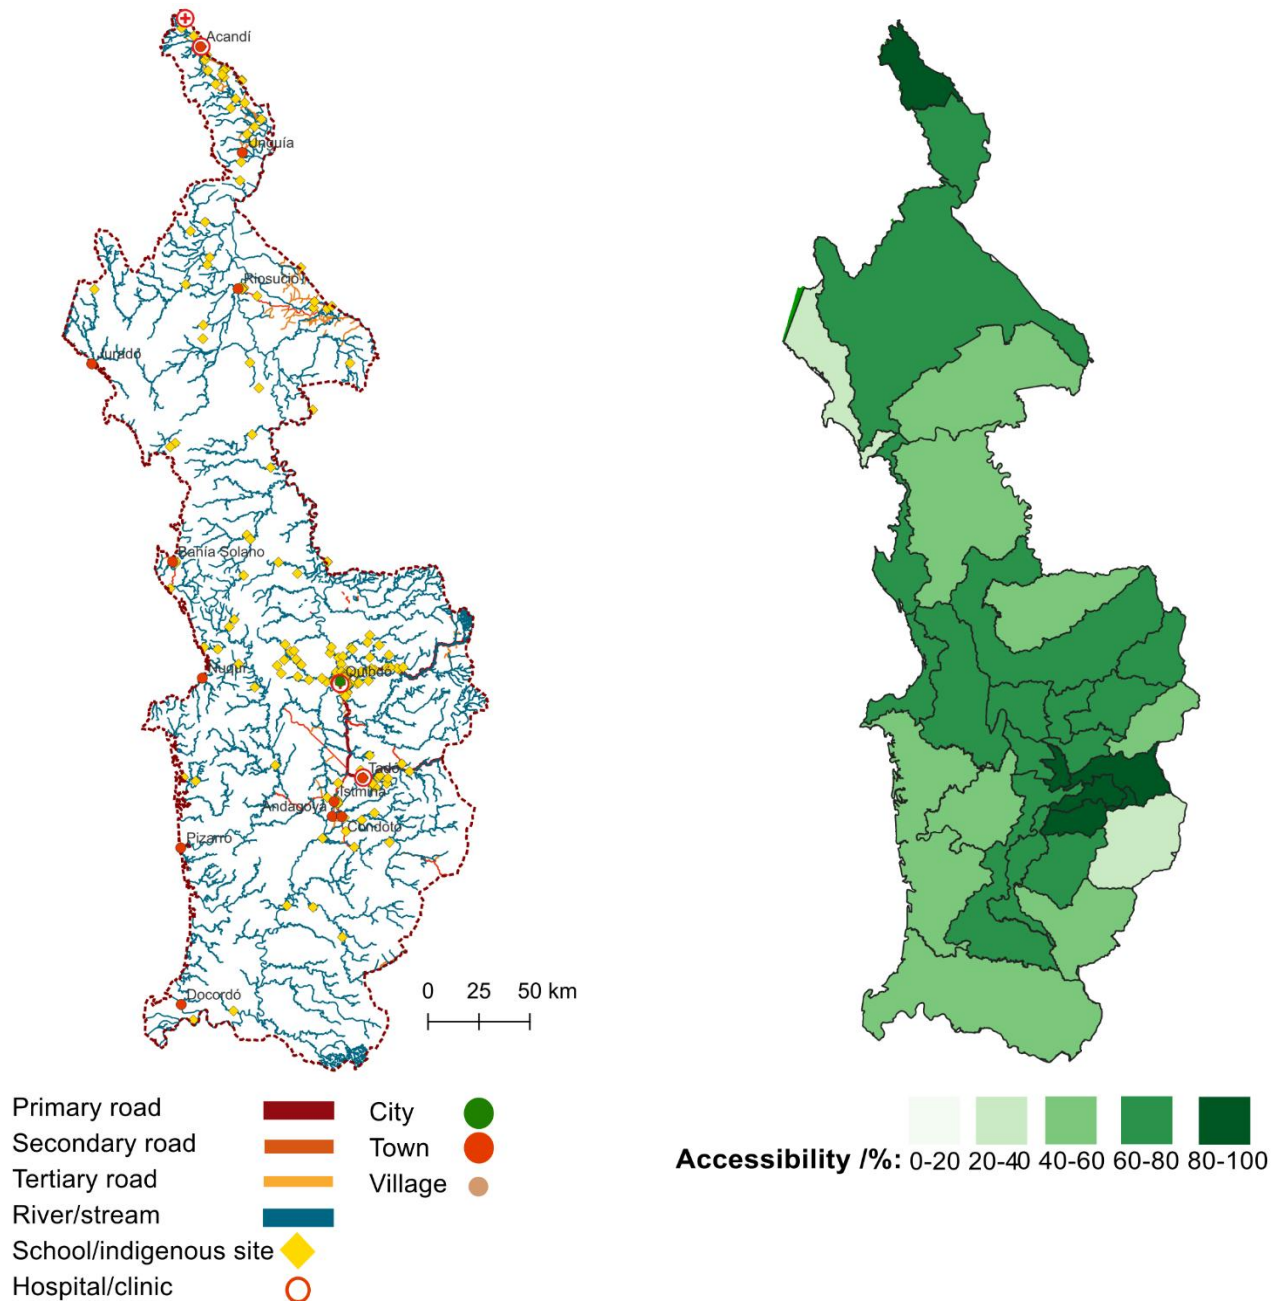 Acandí
Unguía
Riosucio
Juradó
Bahía Solano
Nuquí
Quibdó
Tadó
Istmina
Andagoya
Condoto
Pizarro
Docordó
0 25 50 km
Primary road
Secondary road
Tertiary road
River/stream
School/indigenous site
Hospital/clinic
City
Town
Village
Accessibility /%: 0-20 20-40 40-60 60-80 80-100